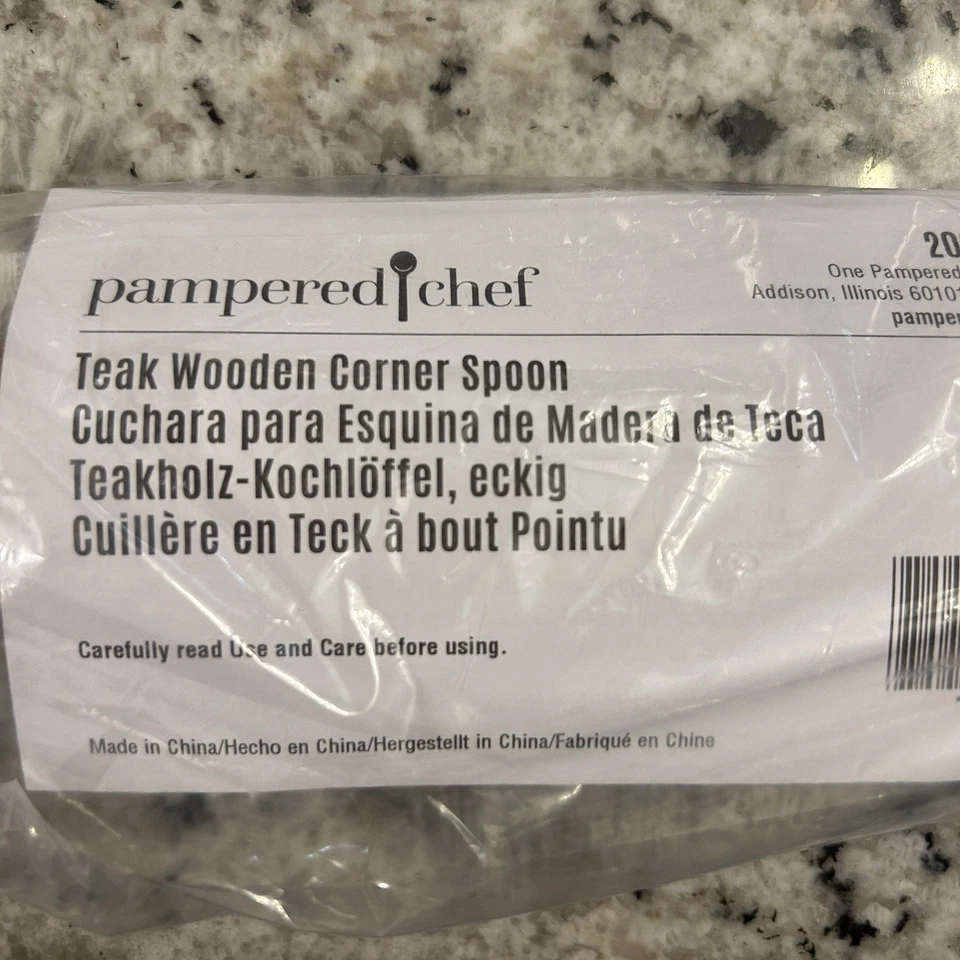 pampered chef
One Pampered
Addison, Illinois 60101
Teak Wooden Corner Spoon
Cuchara para Esquina de Madera de Teca
Teakholz-Kochlöffel, eckig
Cuillère en Teck à bout Pointu
Carefully read Use and Care before using.
Made in China/Hecho en China/Hergestellt in China/Fabriqué en Chine